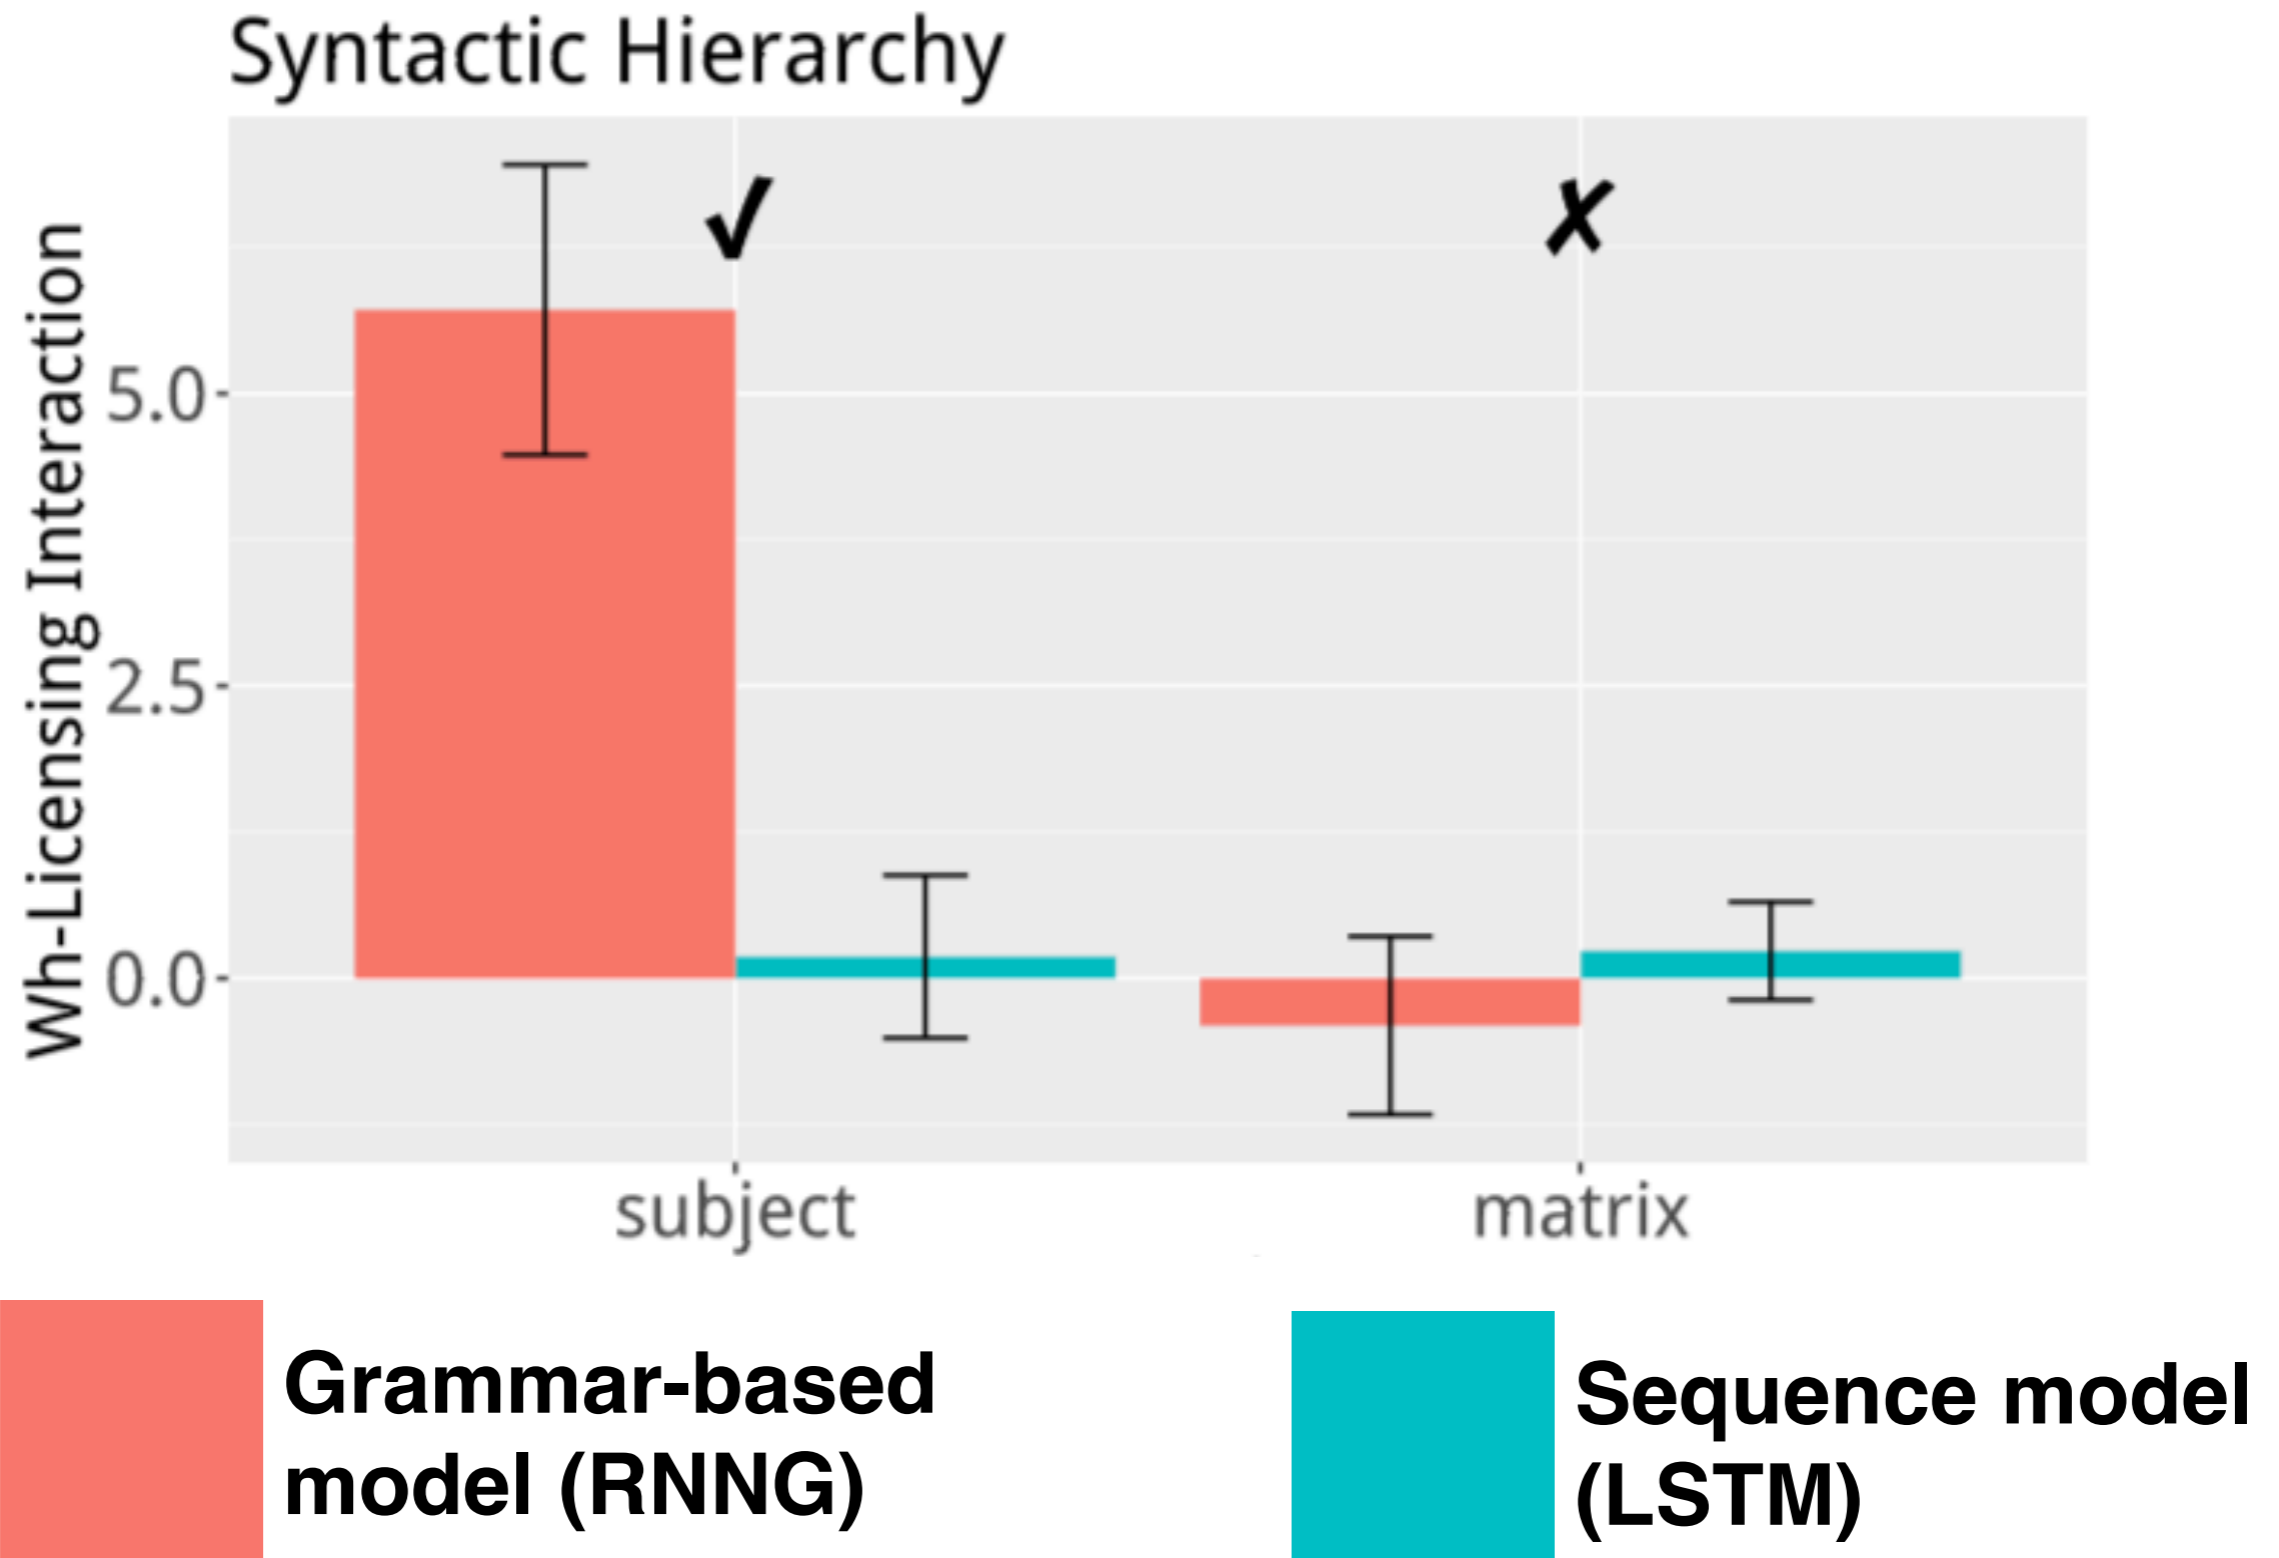 Syntactic Hierarchy
Wh-Licensing Interaction
✓ ✗
5.0
2.5
0.0
subject matrix
Grammar-based
model (RNNG)
Sequence model
(LSTM)